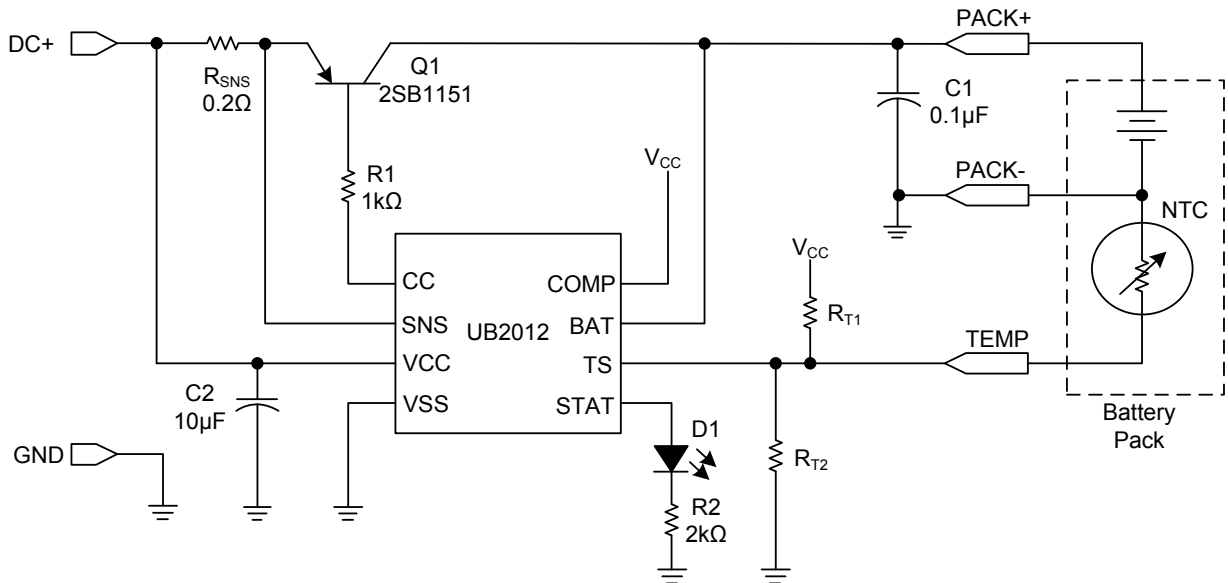 PACK+
DC+
Q1
2SB1151
RSNS
0.2Ω
C1
0.1µF
VCC
R1
1kΩ
PACK-
NTC
VCC
CC
COMP
SNS
UB2012
BAT
RT1
VCC
TS
TEMP
C2
10µF
VSS
STAT
D1
Battery
Pack
GND
RT2
R2
2kΩ